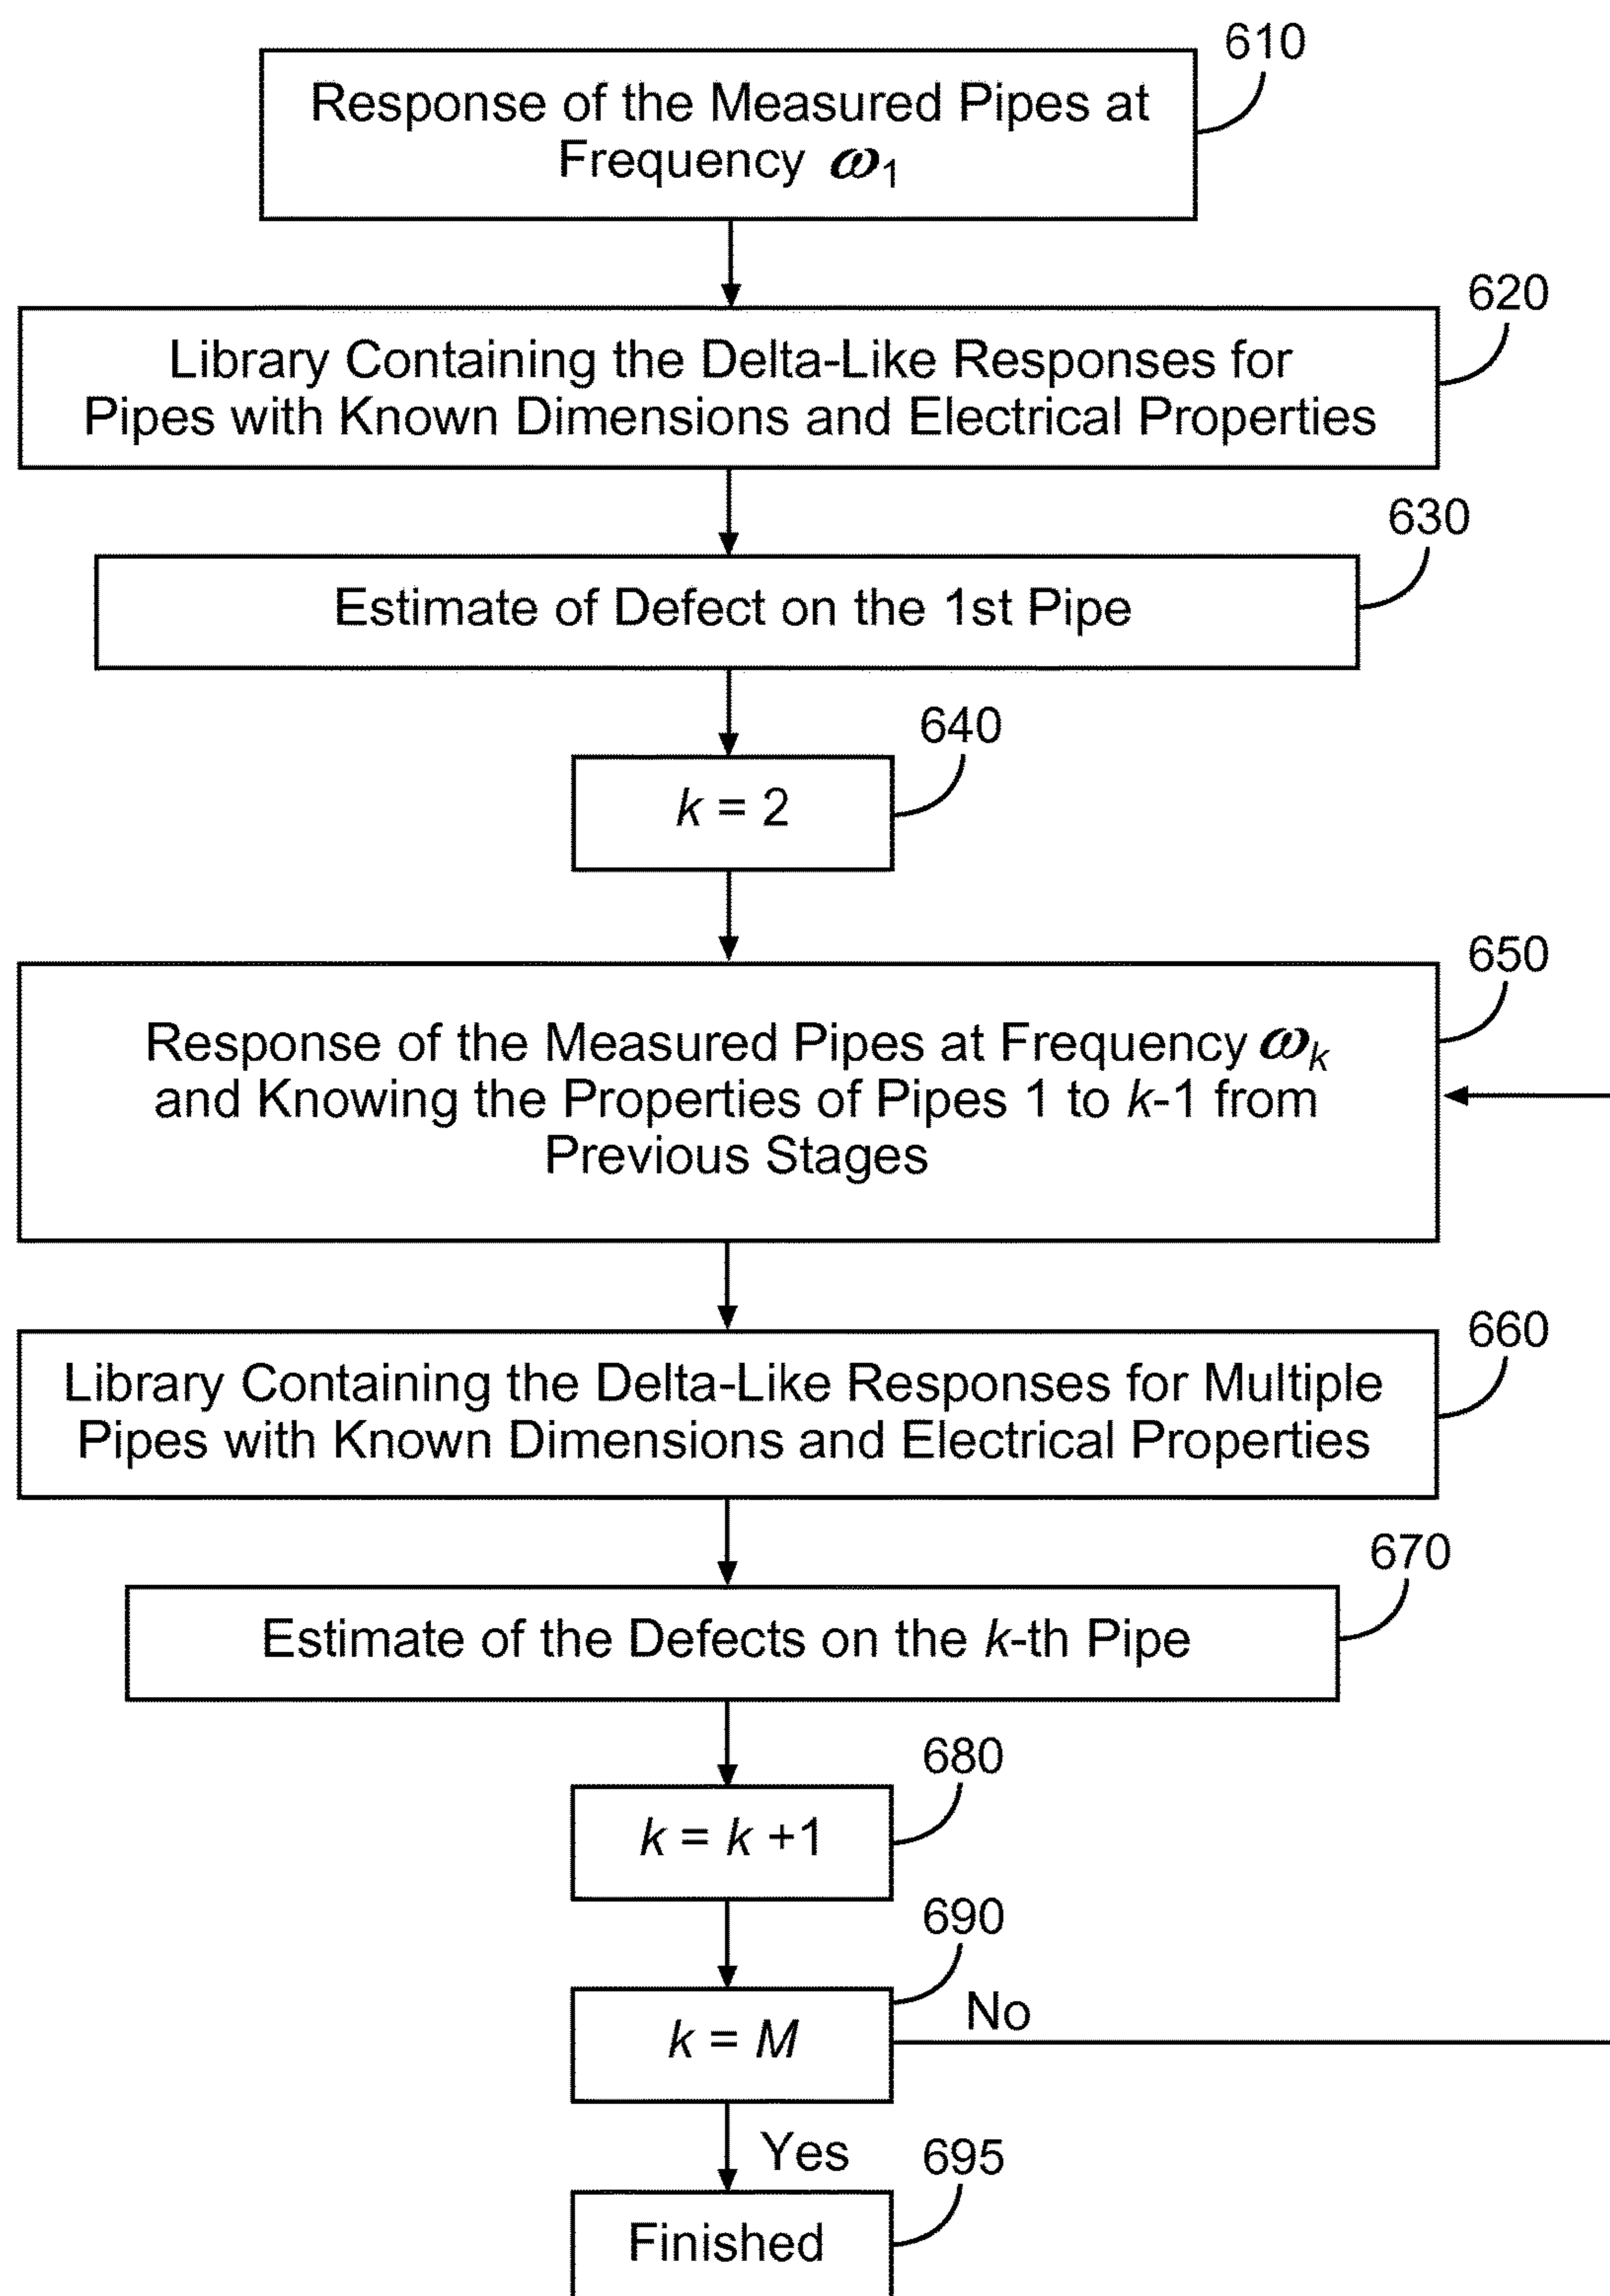 610
Response of the Measured Pipes at
Frequency ω1
620
Library Containing the Delta-Like Responses for
Pipes with Known Dimensions and Electrical Properties
630
Estimate of Defect on the 1st Pipe
640
k = 2
650
Response of the Measured Pipes at Frequency ωk
and Knowing the Properties of Pipes 1 to k-1 from
Previous Stages
660
Library Containing the Delta-Like Responses for Multiple
Pipes with Known Dimensions and Electrical Properties
670
Estimate of the Defects on the k-th Pipe
680
k = k +1
690
k = M
No
Yes
695
Finished